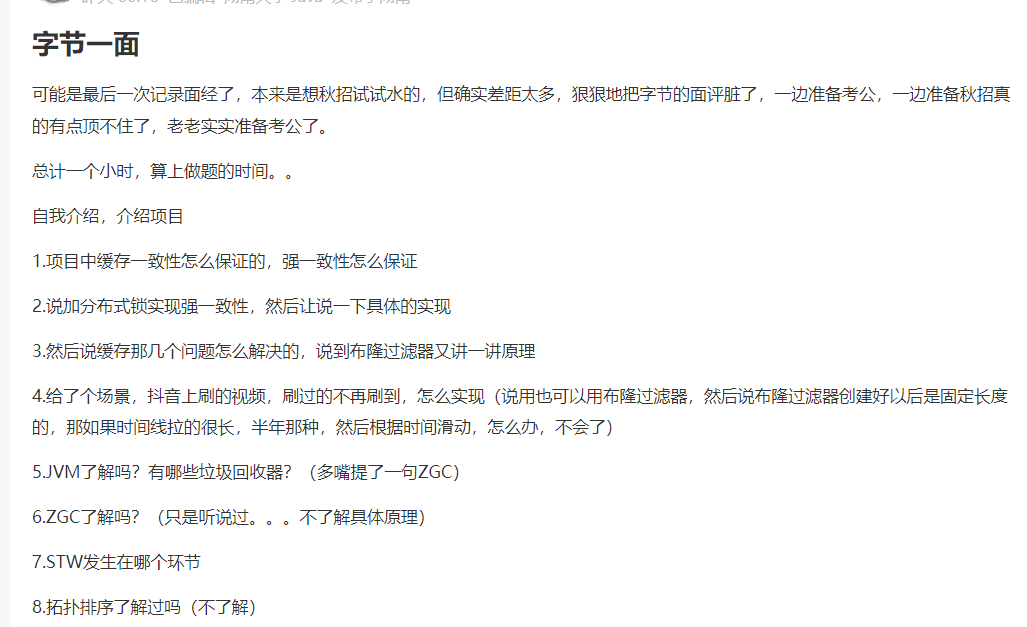 字节一面
可能是最后一次记录面经了，本来是想秋招试试水的，但确实差距太多，狠狠地把字节的面评脏了，一边准备考公，一边准备秋招真
的有点顶不住了，老老实实准备考公了。
总计一个小时，算上做题的时间。。
自我介绍，介绍项目
1.项目中缓存一致性怎么保证的，强一致性怎么保证
2.说加分布式锁实现强一致性，然后让说一下具体的实现
3.然后说缓存那几个问题怎么解决的，说到布隆过滤器又讲一讲原理
4.给了个场景，抖音上刷的视频，刷过的不再刷到，怎么实现（说用也可以用布隆过滤器，然后说布隆过滤器创建好以后是固定长度
的，那如果时间线拉的很长，半年那种，然后根据时间滑动，怎么办，不会了）
5.JVM了解吗？有哪些垃圾回收器？（多嘴提了一句ZGC）
6.ZGC了解吗？（只是听说过。。。不了解具体原理）
7.STW发生在哪个环节
8.拓扑排序了解过吗（不了解）